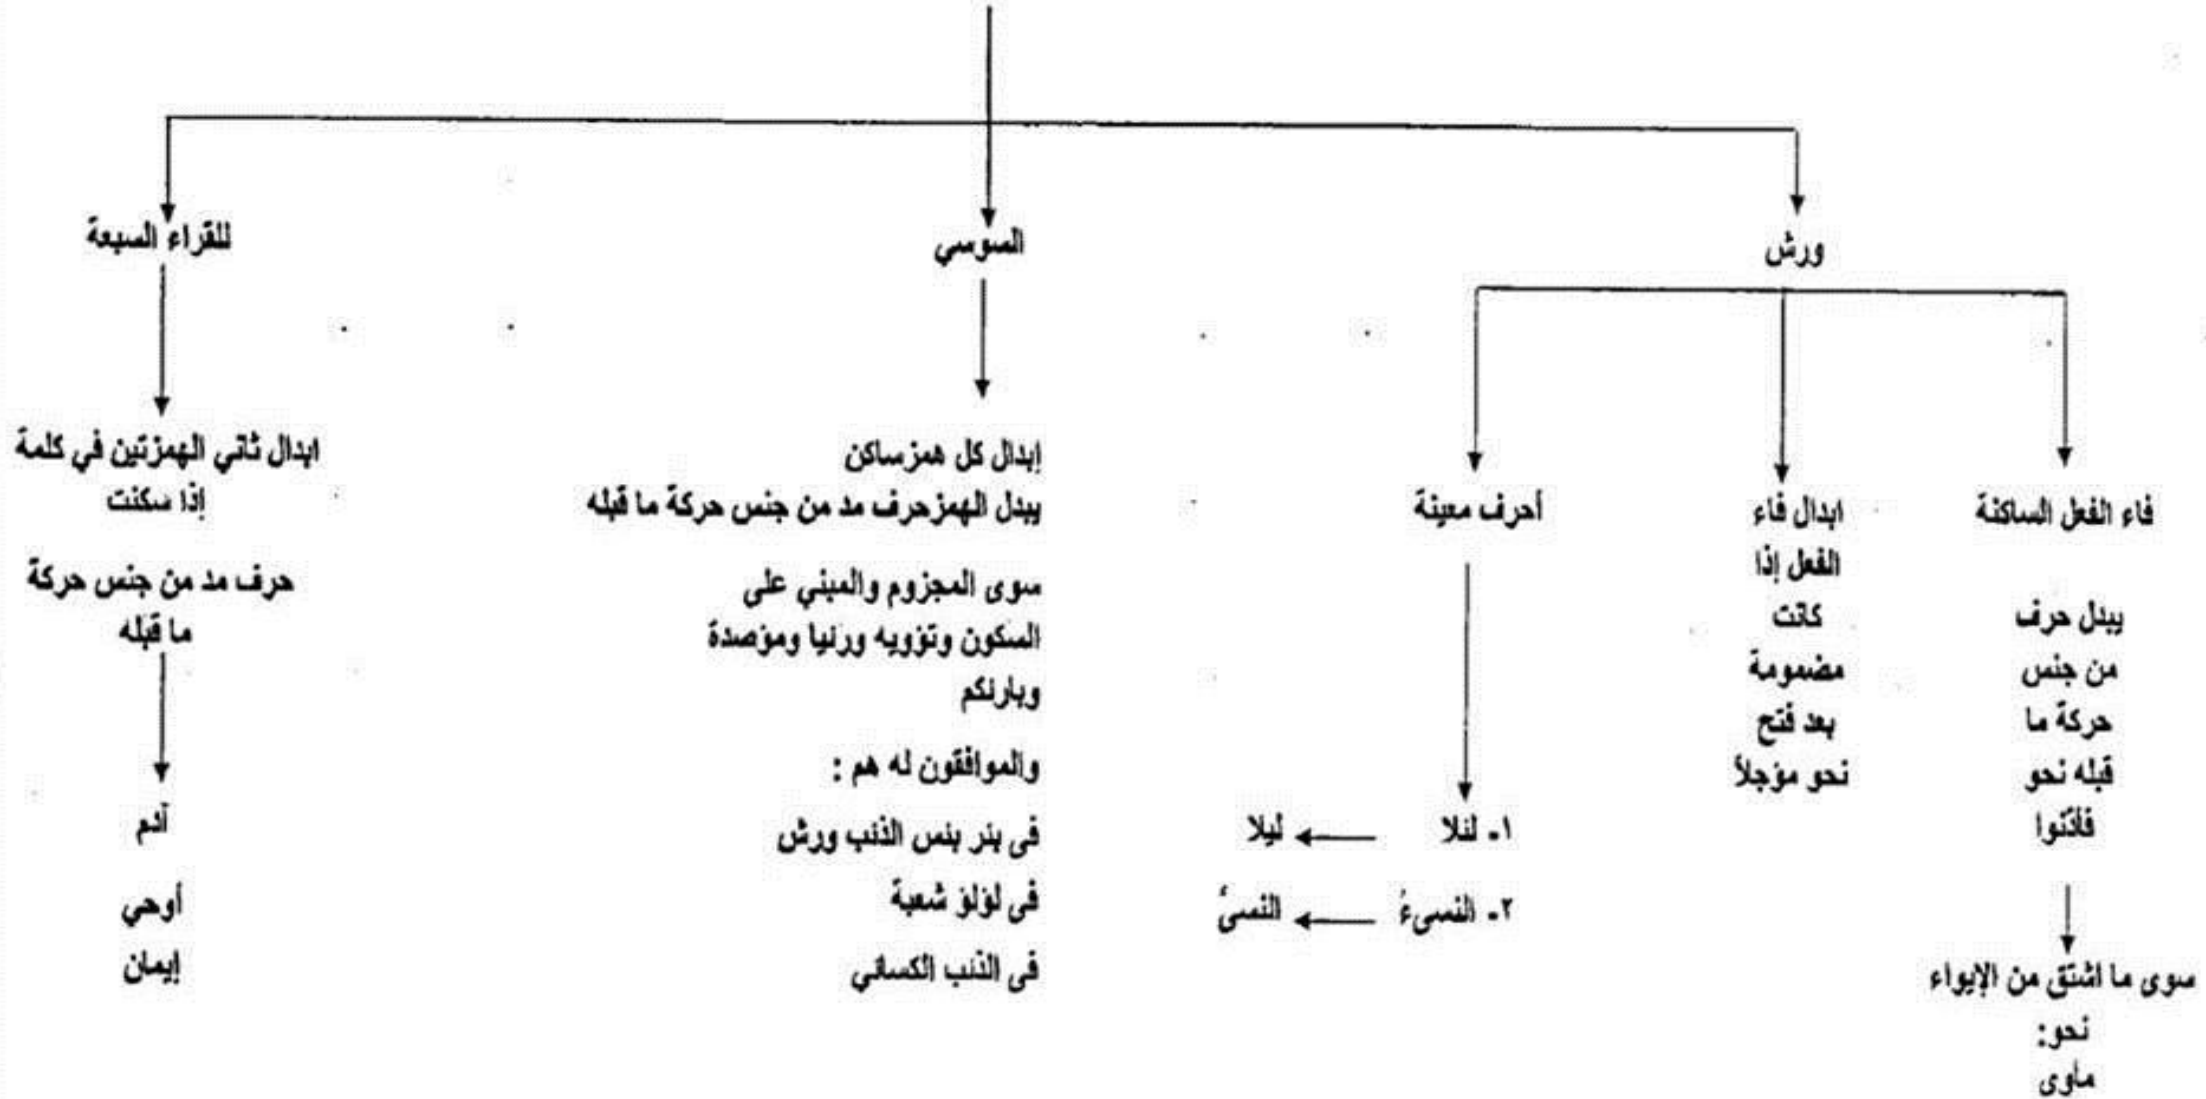 ورش
فاء الفعل الساكنة
يبدل حرف
من جنس
حركة ما
قبله نحو
فأذنوا
سوى ما اشتق من الإيواء
نحو:
مأوى
ابدال فاء
الفعل إذا
كانت
مضمومة
بعد فتح
نحو مؤجلاً
أحرف معينة
١- لئلا ← ليلا
٢- النسيءُ ← النسئُ
السوسي
إبدال كل همزساكن
يبدل الهمزحرف مد من جنس حركة ما قبله
سوى المجزوم والمبني على
السكون وتؤويه ورئيا ومؤصدة
وبارئكم
والموافقون له هم :
فى بئر بئس الذئب ورش
فى لؤلؤ شعبة
فى الذئب الكسائي
للقراء السبعة
ابدال ثاني الهمزتين في كلمة
إذا سكنت
حرف مد من جنس حركة
ما قبله
آدم
أوحي
إيمان